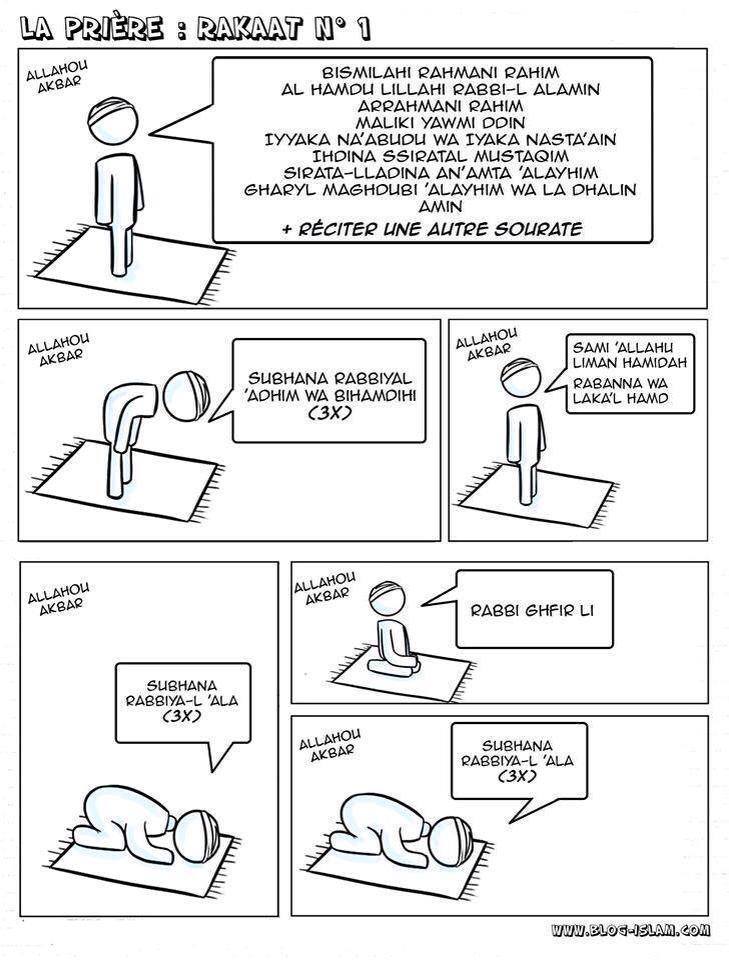 LA PRIÈRE : RAKAAT N° 1
ALLAHOU
AKBAR
BISMILAHI RAHMANI RAHIM
AL HAMDU LILLAHI RABBI-L ALAMIN
ARRAHMANI RAHIM
MALIKI YAWMI DDIN
IYYAKA NA'ABUDU WA IYAKA NASTA'AIN
IHDINA SSIRATAL MUSTAQIM
SIRATA-LLADINA AN'AMTA 'ALAYHIM
GHARYL MAGHDUBI 'ALAYHIM WA LA DHALIN
AMIN
+ RÉCITER UNE AUTRE SOURATE
ALLAHOU
AKBAR
SUBHANA RABBIYAL
'ADHIM WA BIHAMDIHI
(3X)
ALLAHOU
AKBAR
SAMI 'ALLAHU
LIMAN HAMIDAH
RABANNA WA
LAKA'L HAMD
ALLAHOU
AKBAR
SUBHANA
RABBIYA-L 'ALA
(3X)
ALLAHOU
AKBAR
RABBI GHFIR LI
ALLAHOU
AKBAR
SUBHANA
RABBIYA-L 'ALA
(3X)
WWW.BLOG-ISLAM.COM